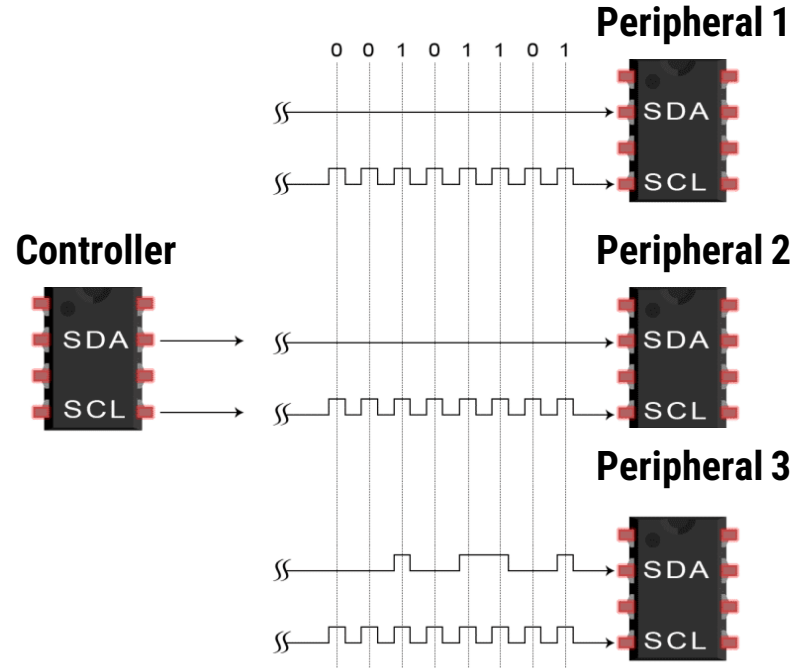 Peripheral 1
0 0 1 0 1 1 0 1
SDA
SCL
Controller
Peripheral 2
SDA
SDA
SCL
SCL
Peripheral 3
SDA
SCL